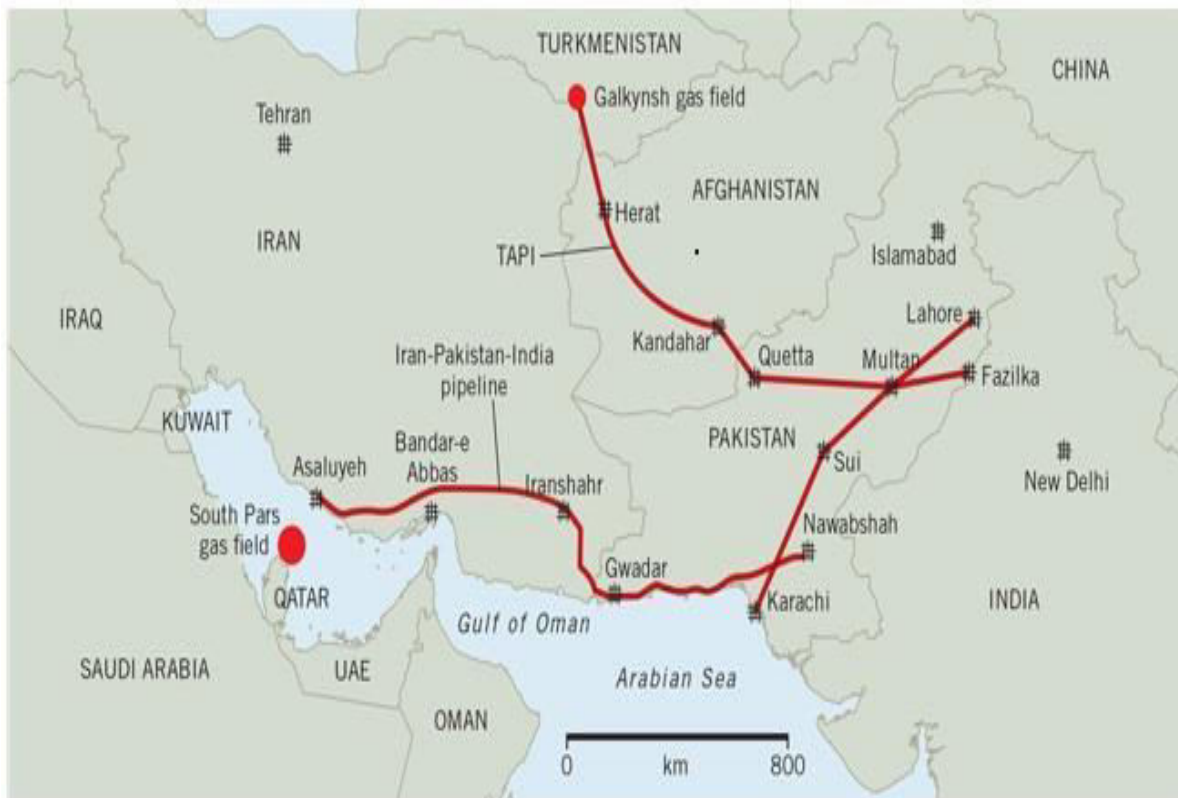 TURKMENISTAN
CHINA
Galkynsh gas field
Tehran
AFGHANISTAN
Herat
IRAN
TAPI
Islamabad
IRAQ
Lahore
Kandahar
Quetta
Multan
Fazilka
Iran-Pakistan-India
pipeline
KUWAIT
PAKISTAN
Bandar-e
Abbas
Asaluyeh
Iranshahr
Sui
New Delhi
South Pars
gas field
Nawabshah
Gwadar
QATAR
Karachi
INDIA
Gulf of Oman
SAUDI ARABIA
UAE
Arabian Sea
OMAN
0 km 800